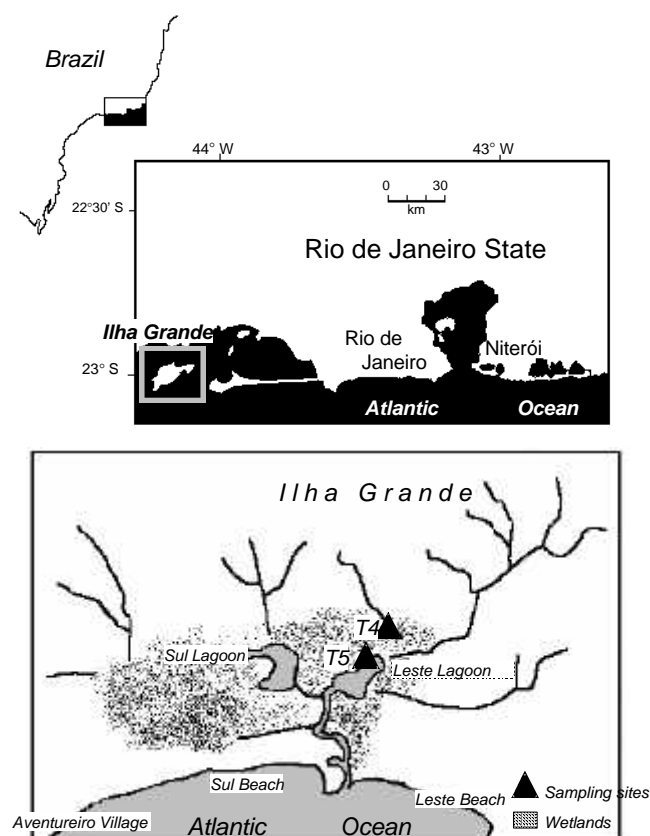 Brazil
44° W
43° W
0 30
km
22°30' S
Rio de Janeiro State
Ilha Grande
Rio de
Janeiro
Niterói
23° S
Atlantic Ocean
Ilha Grande
T4
Sul Lagoon
T5
Leste Lagoon
Sul Beach
Leste Beach
Sampling sites
Aventureiro Village
Atlantic Ocean
Wetlands